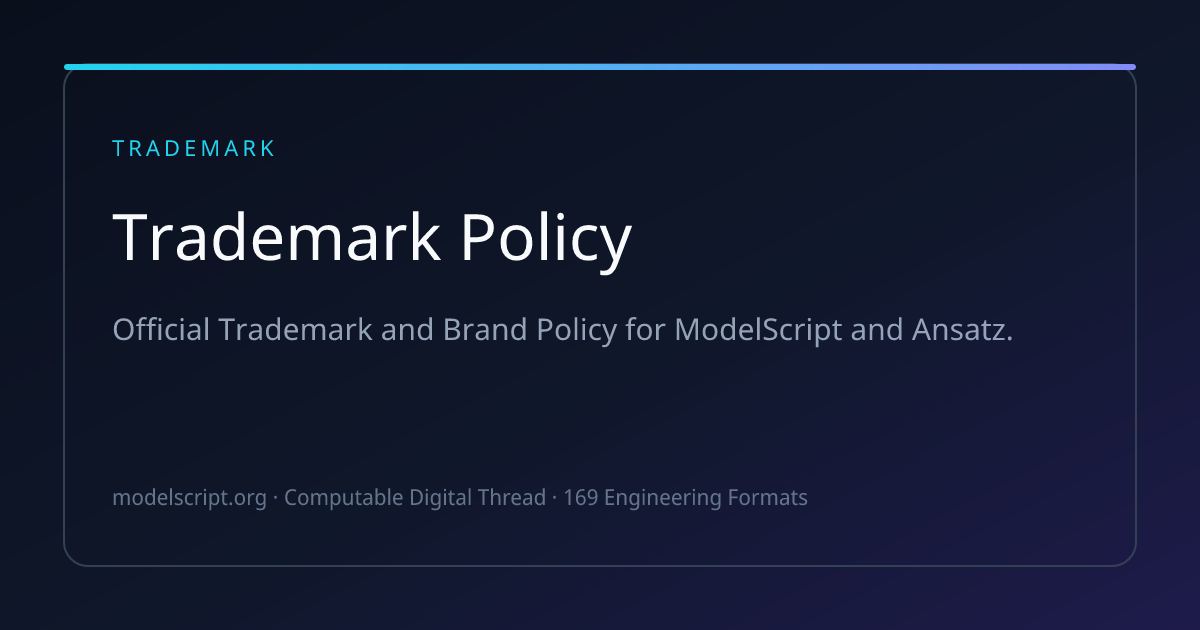 TRADEMARK
Trademark Policy
Official Trademark and Brand Policy for ModelScript and Ansatz.
modelscript.org · Computable Digital Thread · 169 Engineering Formats